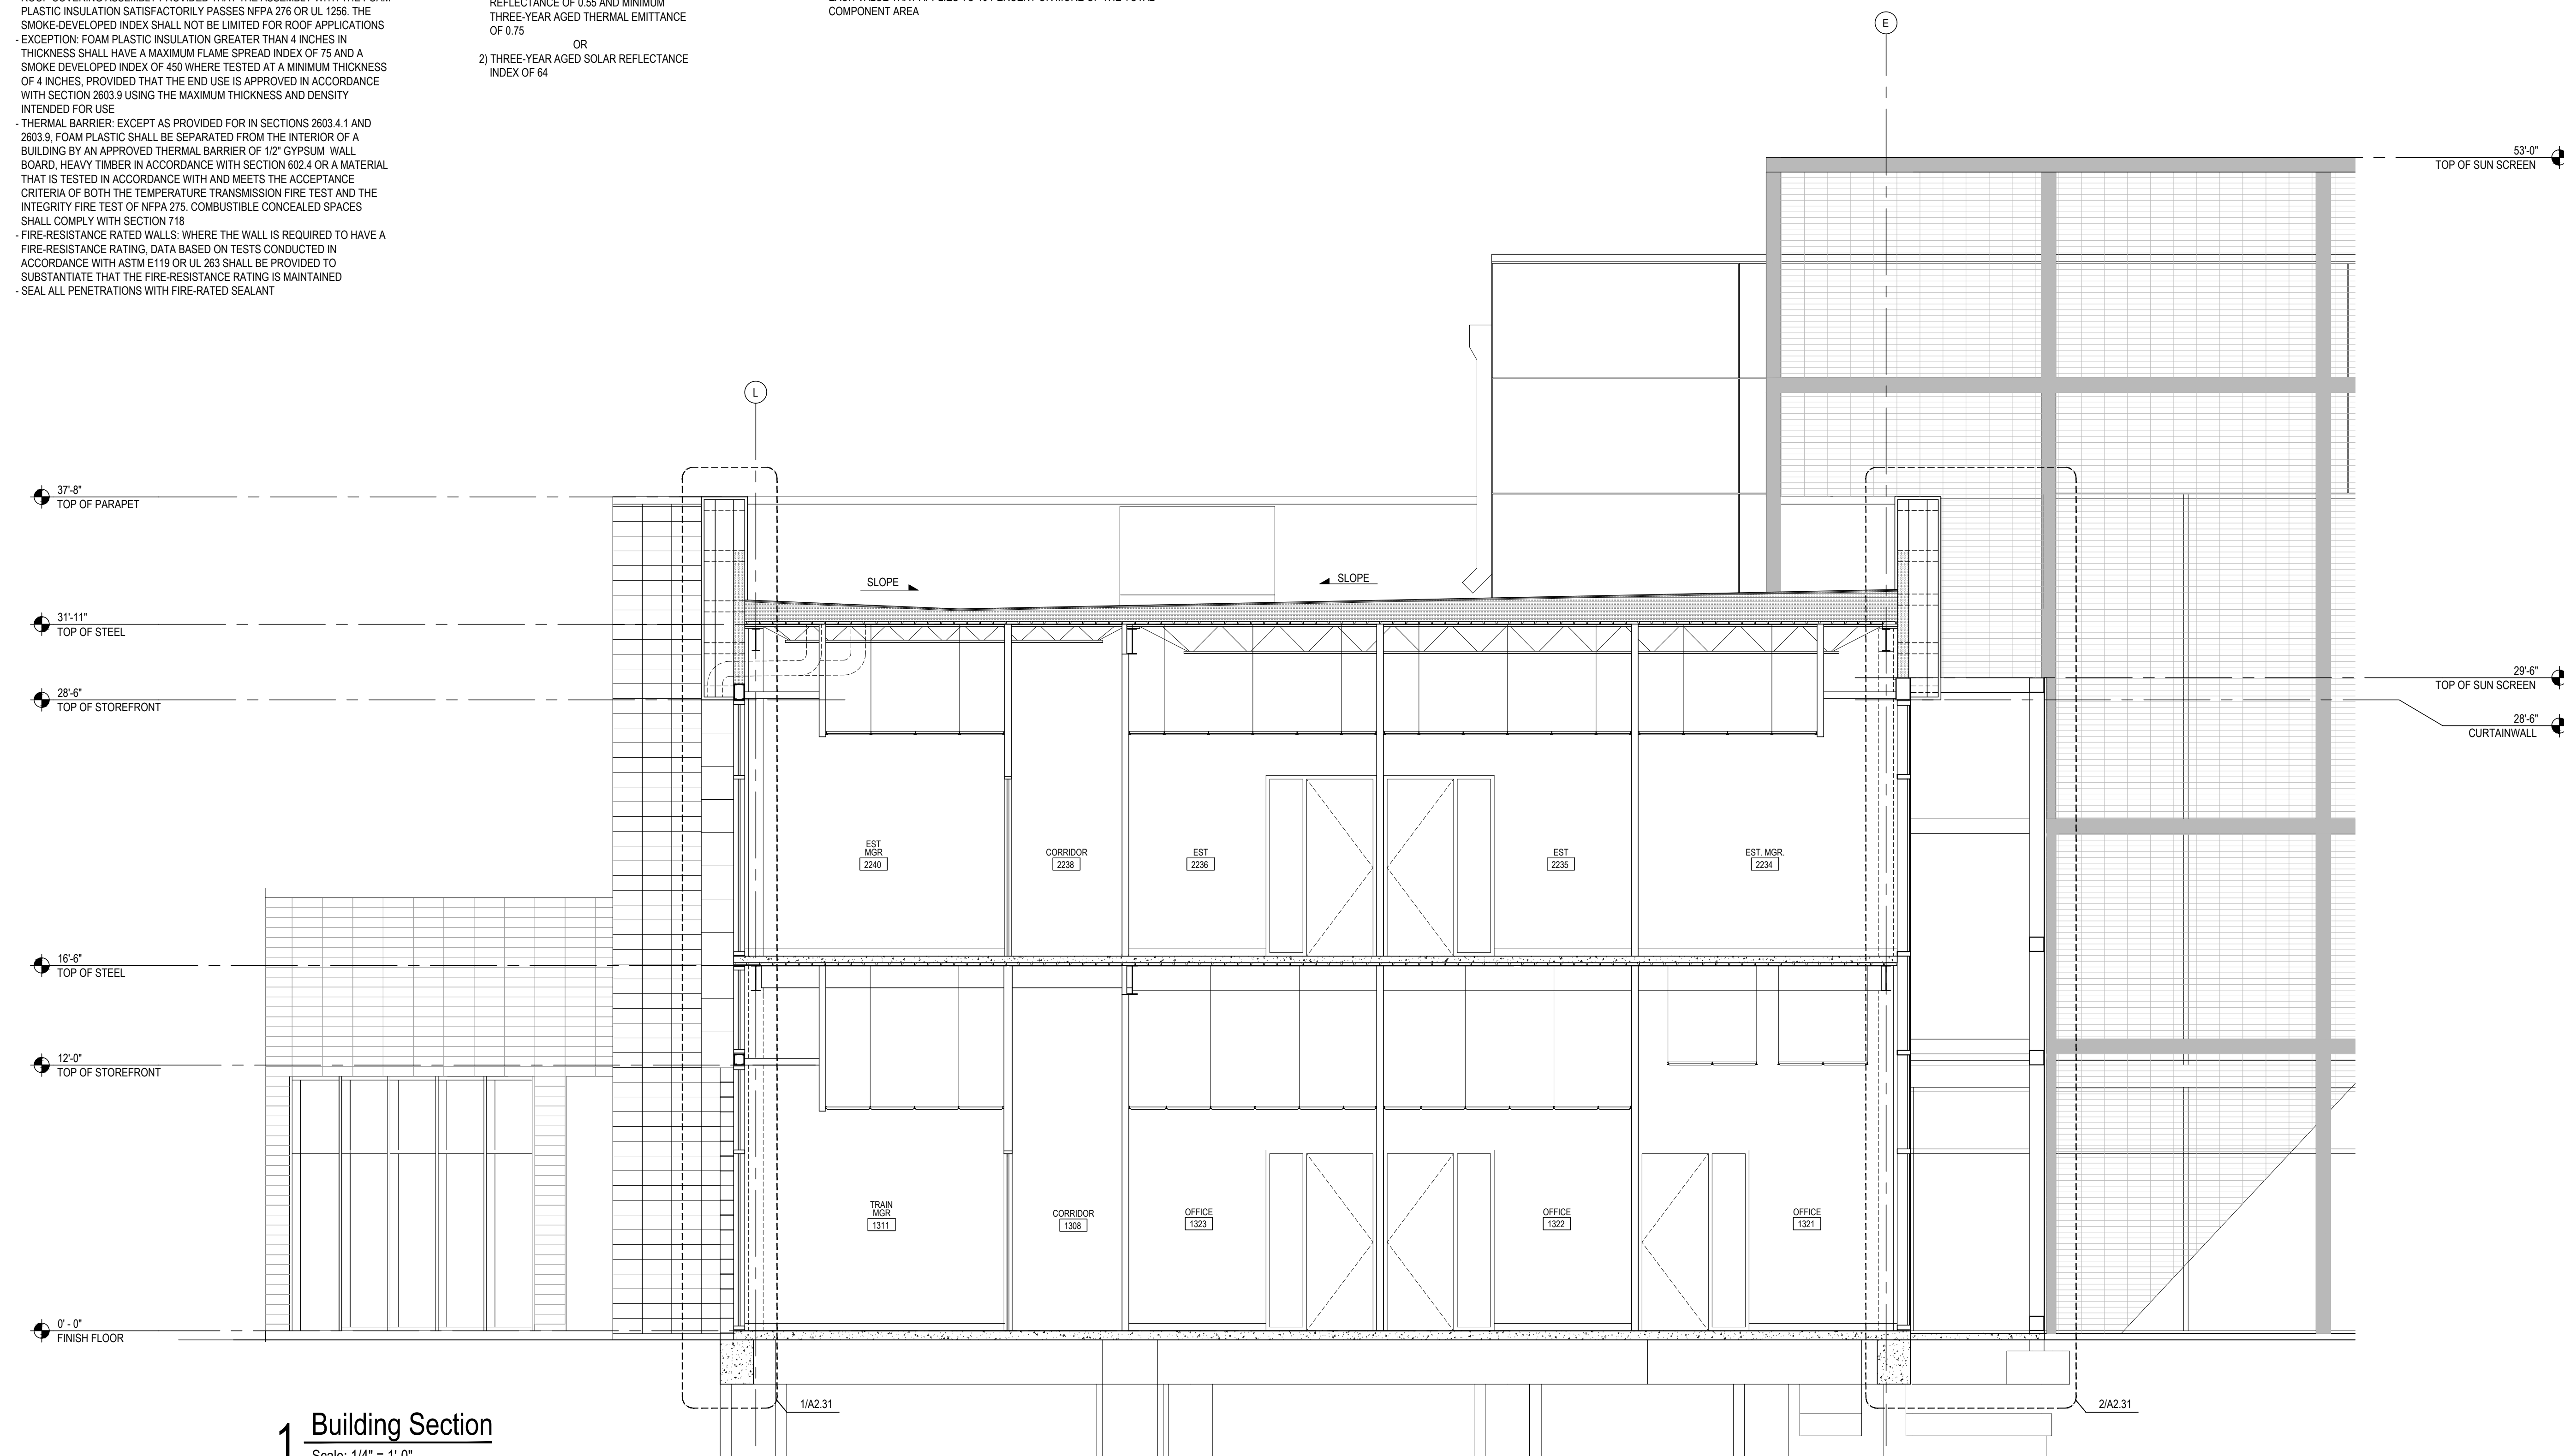 PLASTIC INSULATION SATISFACTORILY PASSES NFPA 276 OR UL 1256. THE
SMOKE-DEVELOPED INDEX SHALL NOT BE LIMITED FOR ROOF APPLICATIONS
- EXCEPTION: FOAM PLASTIC INSULATION GREATER THAN 4 INCHES IN
THICKNESS SHALL HAVE A MAXIMUM FLAME SPREAD INDEX OF 75 AND A
SMOKE DEVELOPED INDEX OF 450 WHERE TESTED AT A MINIMUM THICKNESS
OF 4 INCHES, PROVIDED THAT THE END USE IS APPROVED IN ACCORDANCE
WITH SECTION 2603.9 USING THE MAXIMUM THICKNESS AND DENSITY
INTENDED FOR USE
- THERMAL BARRIER: EXCEPT AS PROVIDED FOR IN SECTIONS 2603.4.1 AND
2603.9, FOAM PLASTIC SHALL BE SEPARATED FROM THE INTERIOR OF A
BUILDING BY AN APPROVED THERMAL BARRIER OF 1/2" GYPSUM WALL
BOARD, HEAVY TIMBER IN ACCORDANCE WITH SECTION 602.4 OR A MATERIAL
THAT IS TESTED IN ACCORDANCE WITH AND MEETS THE ACCEPTANCE
CRITERIA OF BOTH THE TEMPERATURE TRANSMISSION FIRE TEST AND THE
INTEGRITY FIRE TEST OF NFPA 275. COMBUSTIBLE CONCEALED SPACES
SHALL COMPLY WITH SECTION 718
- FIRE-RESISTANCE RATED WALLS: WHERE THE WALL IS REQUIRED TO HAVE A
FIRE-RESISTANCE RATING, DATA BASED ON TESTS CONDUCTED IN
ACCORDANCE WITH ASTM E119 OR UL 263 SHALL BE PROVIDED TO
SUBSTANTIATE THAT THE FIRE-RESISTANCE RATING IS MAINTAINED
- SEAL ALL PENETRATIONS WITH FIRE-RATED SEALANT
REFLECTANCE OF 0.55 AND MINIMUM
THREE-YEAR AGED THERMAL EMITTANCE
OF 0.75
OR
2) THREE-YEAR AGED SOLAR REFLECTANCE
INDEX OF 64
COMPONENT AREA
E
53'-0"
TOP OF SUN SCREEN
L
37'-8"
TOP OF PARAPET
SLOPE
SLOPE
31'-11"
TOP OF STEEL
29'-6"
TOP OF SUN SCREEN
28'-6"
TOP OF STOREFRONT
28'-6"
CURTAINWALL
EST
MGR
2240
CORRIDOR
2238
EST
2236
EST
2235
EST. MGR.
2234
16'-6"
TOP OF STEEL
12'-0"
TOP OF STOREFRONT
TRAIN
MGR
1311
CORRIDOR
1308
OFFICE
1323
OFFICE
1322
OFFICE
1321
0' - 0"
FINISH FLOOR
1/A2.31
2/A2.31
1
Building Section
Scale: 1/4" = 1'-0"